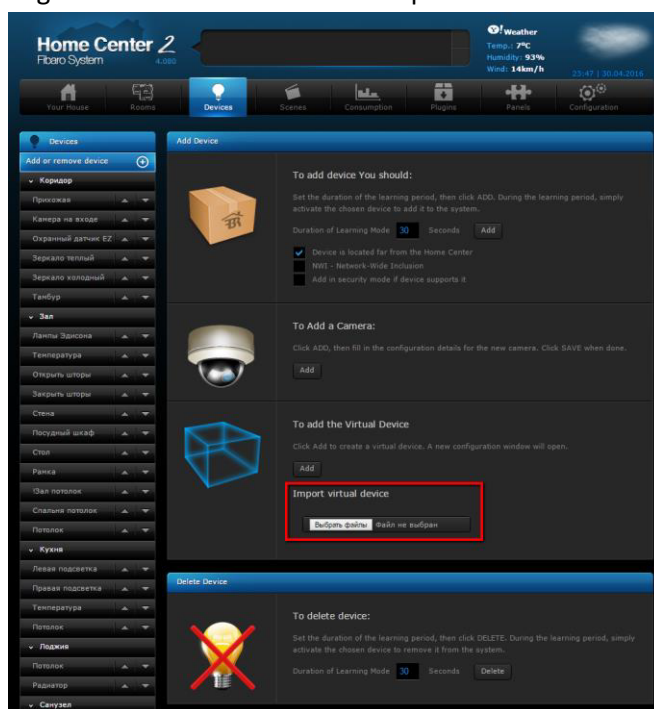 Home Center 2
Fibaro System
4.085
Y! Weather
Temp.: 7°C
Humidity: 93%
Wind: 14km/h
23:47 | 30.04.2016
Your House
Rooms
Devices
Scenes
Consumption
Plugins
Panels
Configuration
Devices
Add or remove device
Коридор
Прихожая
Камера на входе
Охранный датчик EZ
Зеркало теплый
Зеркало холодный
Тамбур
Зал
Лампы Эдисона
Температура
Открыть шторы
Закрыть шторы
Стена
Посудный шкаф
Стол
Рамка
!Зал потолок
Спальня потолок
Потолок
Кухня
Левая подсветка
Правая подсветка
Температура
Потолок
Лоджия
Потолок
Радиатор
Санузел
Add Device
To add device You should:
Set the duration of the learning period, then click ADD. During the learning period, simply
activate the chosen device to add it to the system.
Duration of Learning Mode 30 Seconds Add
Device is located far from the Home Center
NWI - Network-Wide Inclusion
Add in security mode if device supports it
To Add a Camera:
Click ADD, then fill in the configuration details for the new camera. Click SAVE when done.
Add
To add the Virtual Device
Click Add to create a virtual device. A new configuration window will open.
Add
Import virtual device
Выбрать файлы Файл не выбран
Delete Device
To delete device:
Set the duration of the learning period, then click DELETE. During the learning period, simply
activate the chosen device to remove it from the system.
Duration of Learning Mode 30 Seconds Delete